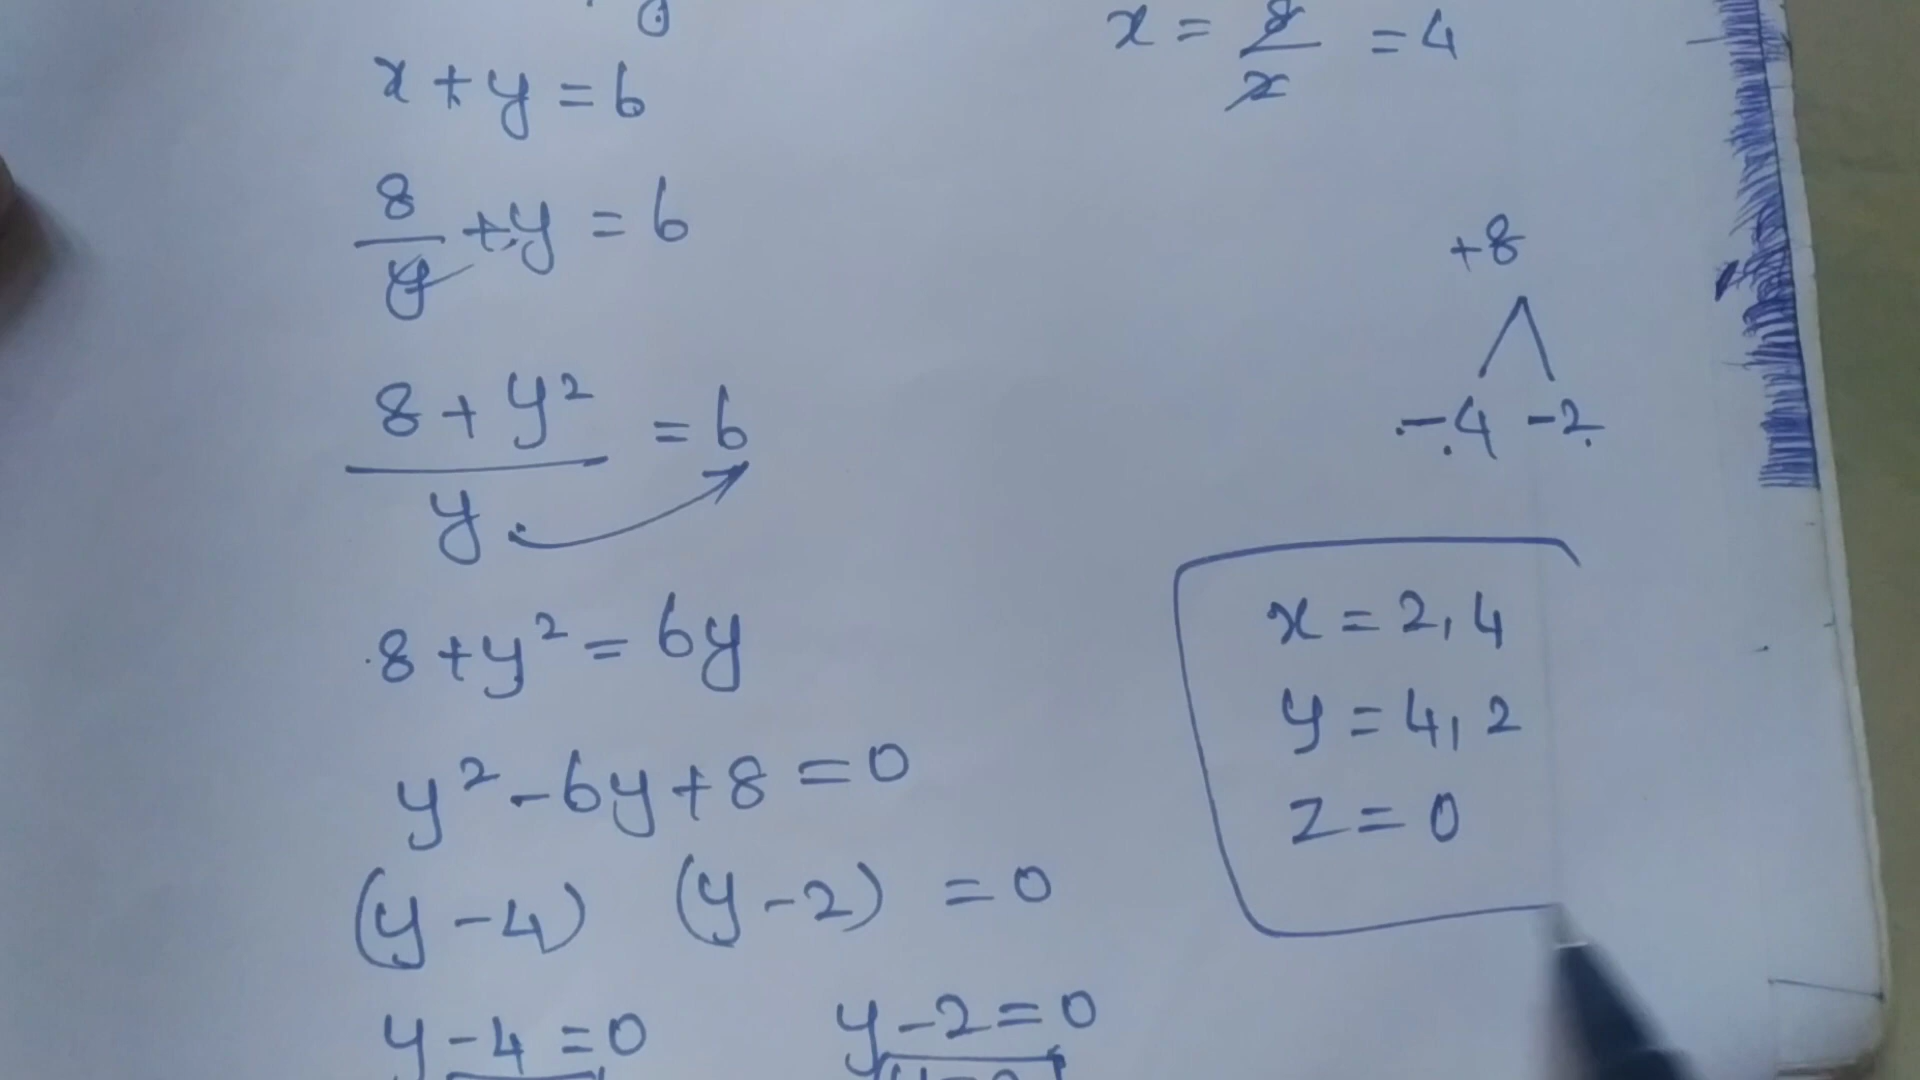 x + y = 6
8/y + y = 6
8 + y² / y = 6
8 + y² = 6y
y² - 6y + 8 = 0
(y - 4) (y - 2) = 0
y - 4 = 0 y - 2 = 0
x = 8/2 = 4
+8
-4 -2
x = 2, 4
y = 4, 2
z = 0